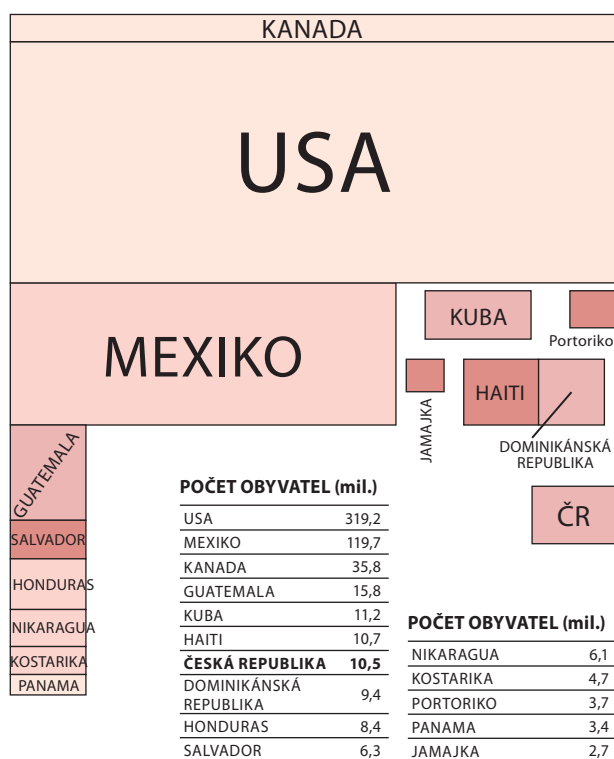 KANADA
USA
MEXIKO
KUBA
Portoriko
JAMAJKA
HAITI
DOMINIKÁNSKÁ
REPUBLIKA
GUATEMALA
SALVADOR
HONDURAS
NIKARAGUA
KOSTARIKA
PANAMA
ČR
POČET OBYVATEL (mil.)
USA 319,2
MEXIKO 119,7
KANADA 35,8
GUATEMALA 15,8
KUBA 11,2
HAITI 10,7
ČESKÁ REPUBLIKA 10,5
DOMINIKÁNSKÁ
REPUBLIKA 9,4
HONDURAS 8,4
SALVADOR 6,3
POČET OBYVATEL (mil.)
NIKARAGUA 6,1
KOSTARIKA 4,7
PORTORIKO 3,7
PANAMA 3,4
JAMAJKA 2,7